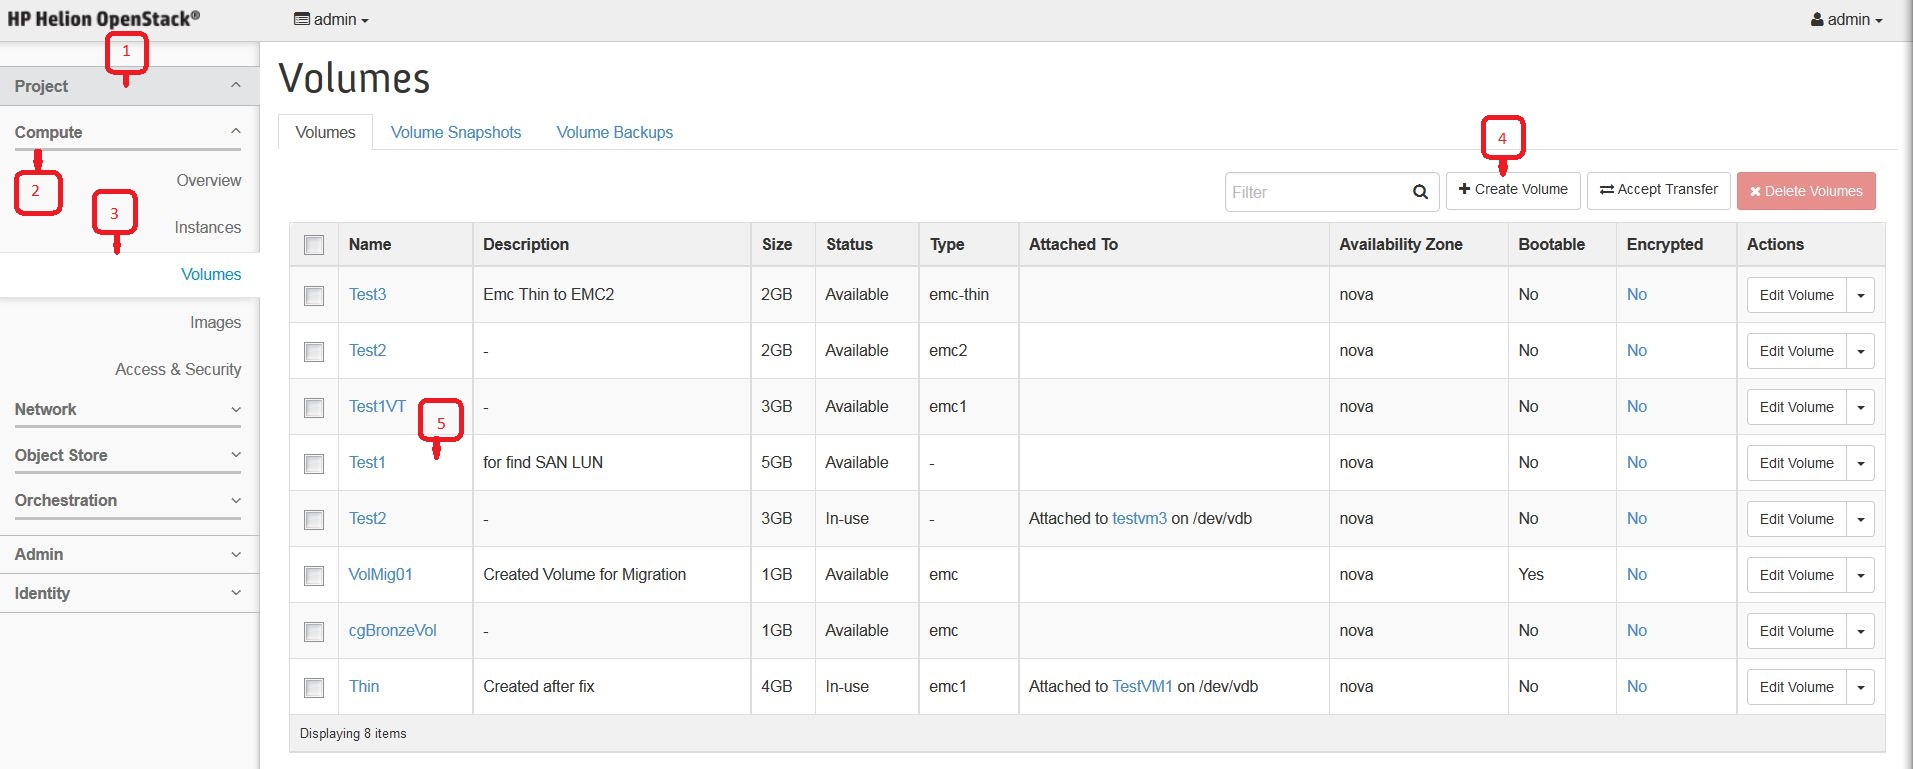 HP Helion OpenStack®
admin
admin
1
Project
Compute
2
Overview
3
Instances
Volumes
Images
Access & Security
Network
Object Store
Orchestration
Admin
Identity
Volumes
Volumes Volume Snapshots Volume Backups
4
Filter Create Volume Accept Transfer Delete Volumes
Name Description Size Status Type Attached To Availability Zone Bootable Encrypted Actions
Test3 Emc Thin to EMC2 2GB Available emc-thin nova No No Edit Volume
Test2 - 2GB Available emc2 nova No No Edit Volume
Test1VT - 3GB Available emc1 nova No No Edit Volume
5
Test1 for find SAN LUN 5GB Available - nova No No Edit Volume
Test2 - 3GB In-use - Attached to testvm3 on /dev/vdb nova No No Edit Volume
VolMig01 Created Volume for Migration 1GB Available emc nova Yes No Edit Volume
cgBronzeVol - 1GB Available emc nova No No Edit Volume
Thin Created after fix 4GB In-use emc1 Attached to TestVM1 on /dev/vdb nova No No Edit Volume
Displaying 8 items